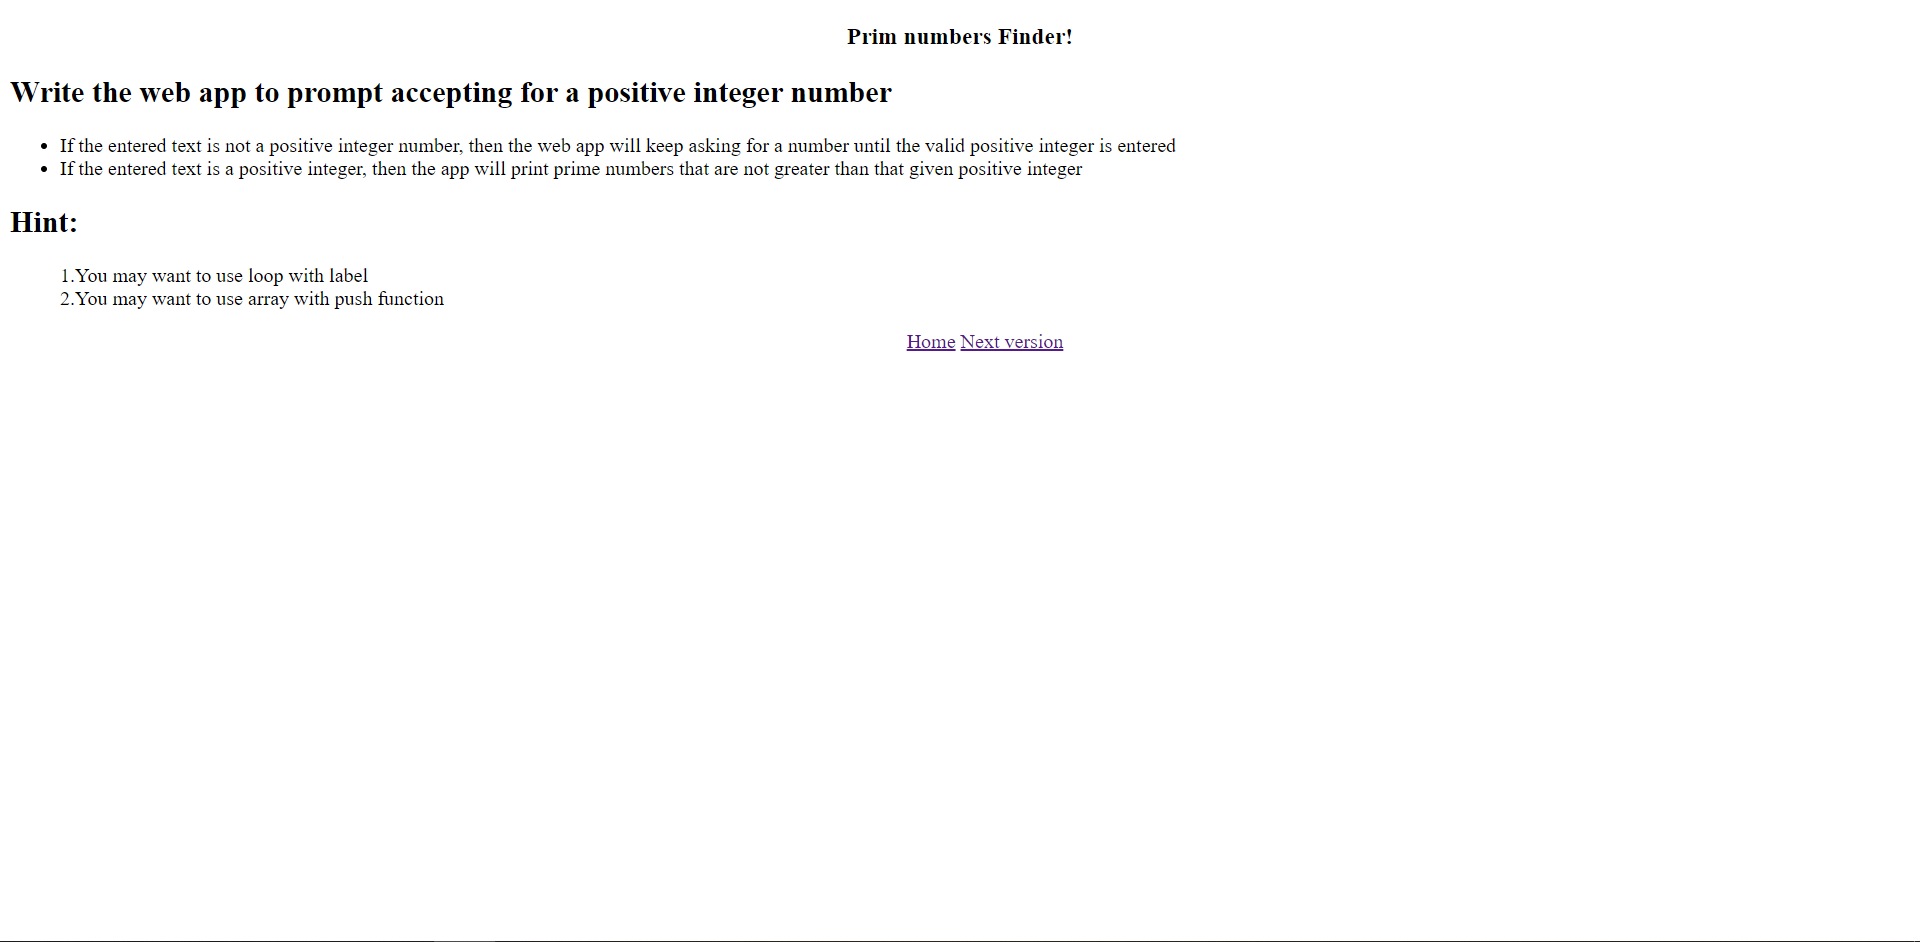 Prim numbers Finder!
Write the web app to prompt accepting for a positive integer number
• If the entered text is not a positive integer number, then the web app will keep asking for a number until the valid positive integer is entered
• If the entered text is a positive integer, then the app will print prime numbers that are not greater than that given positive integer
Hint:
1.You may want to use loop with label
2.You may want to use array with push function
Home Next version